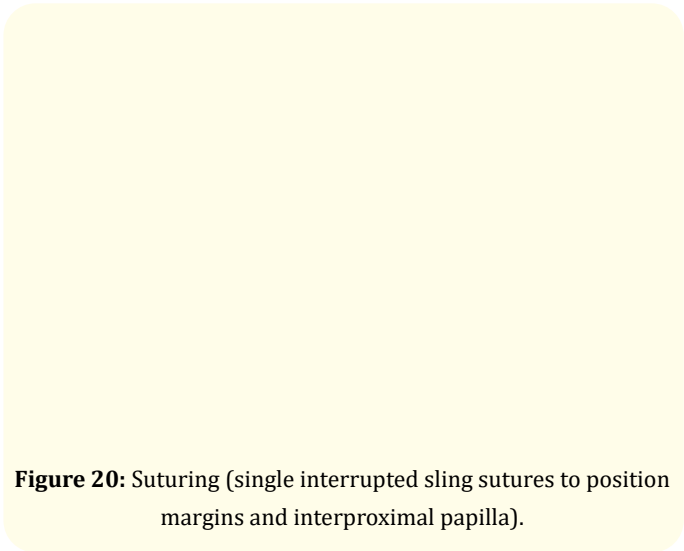 Figure 20: Suturing (single interrupted sling sutures to position
margins and interproximal papilla).